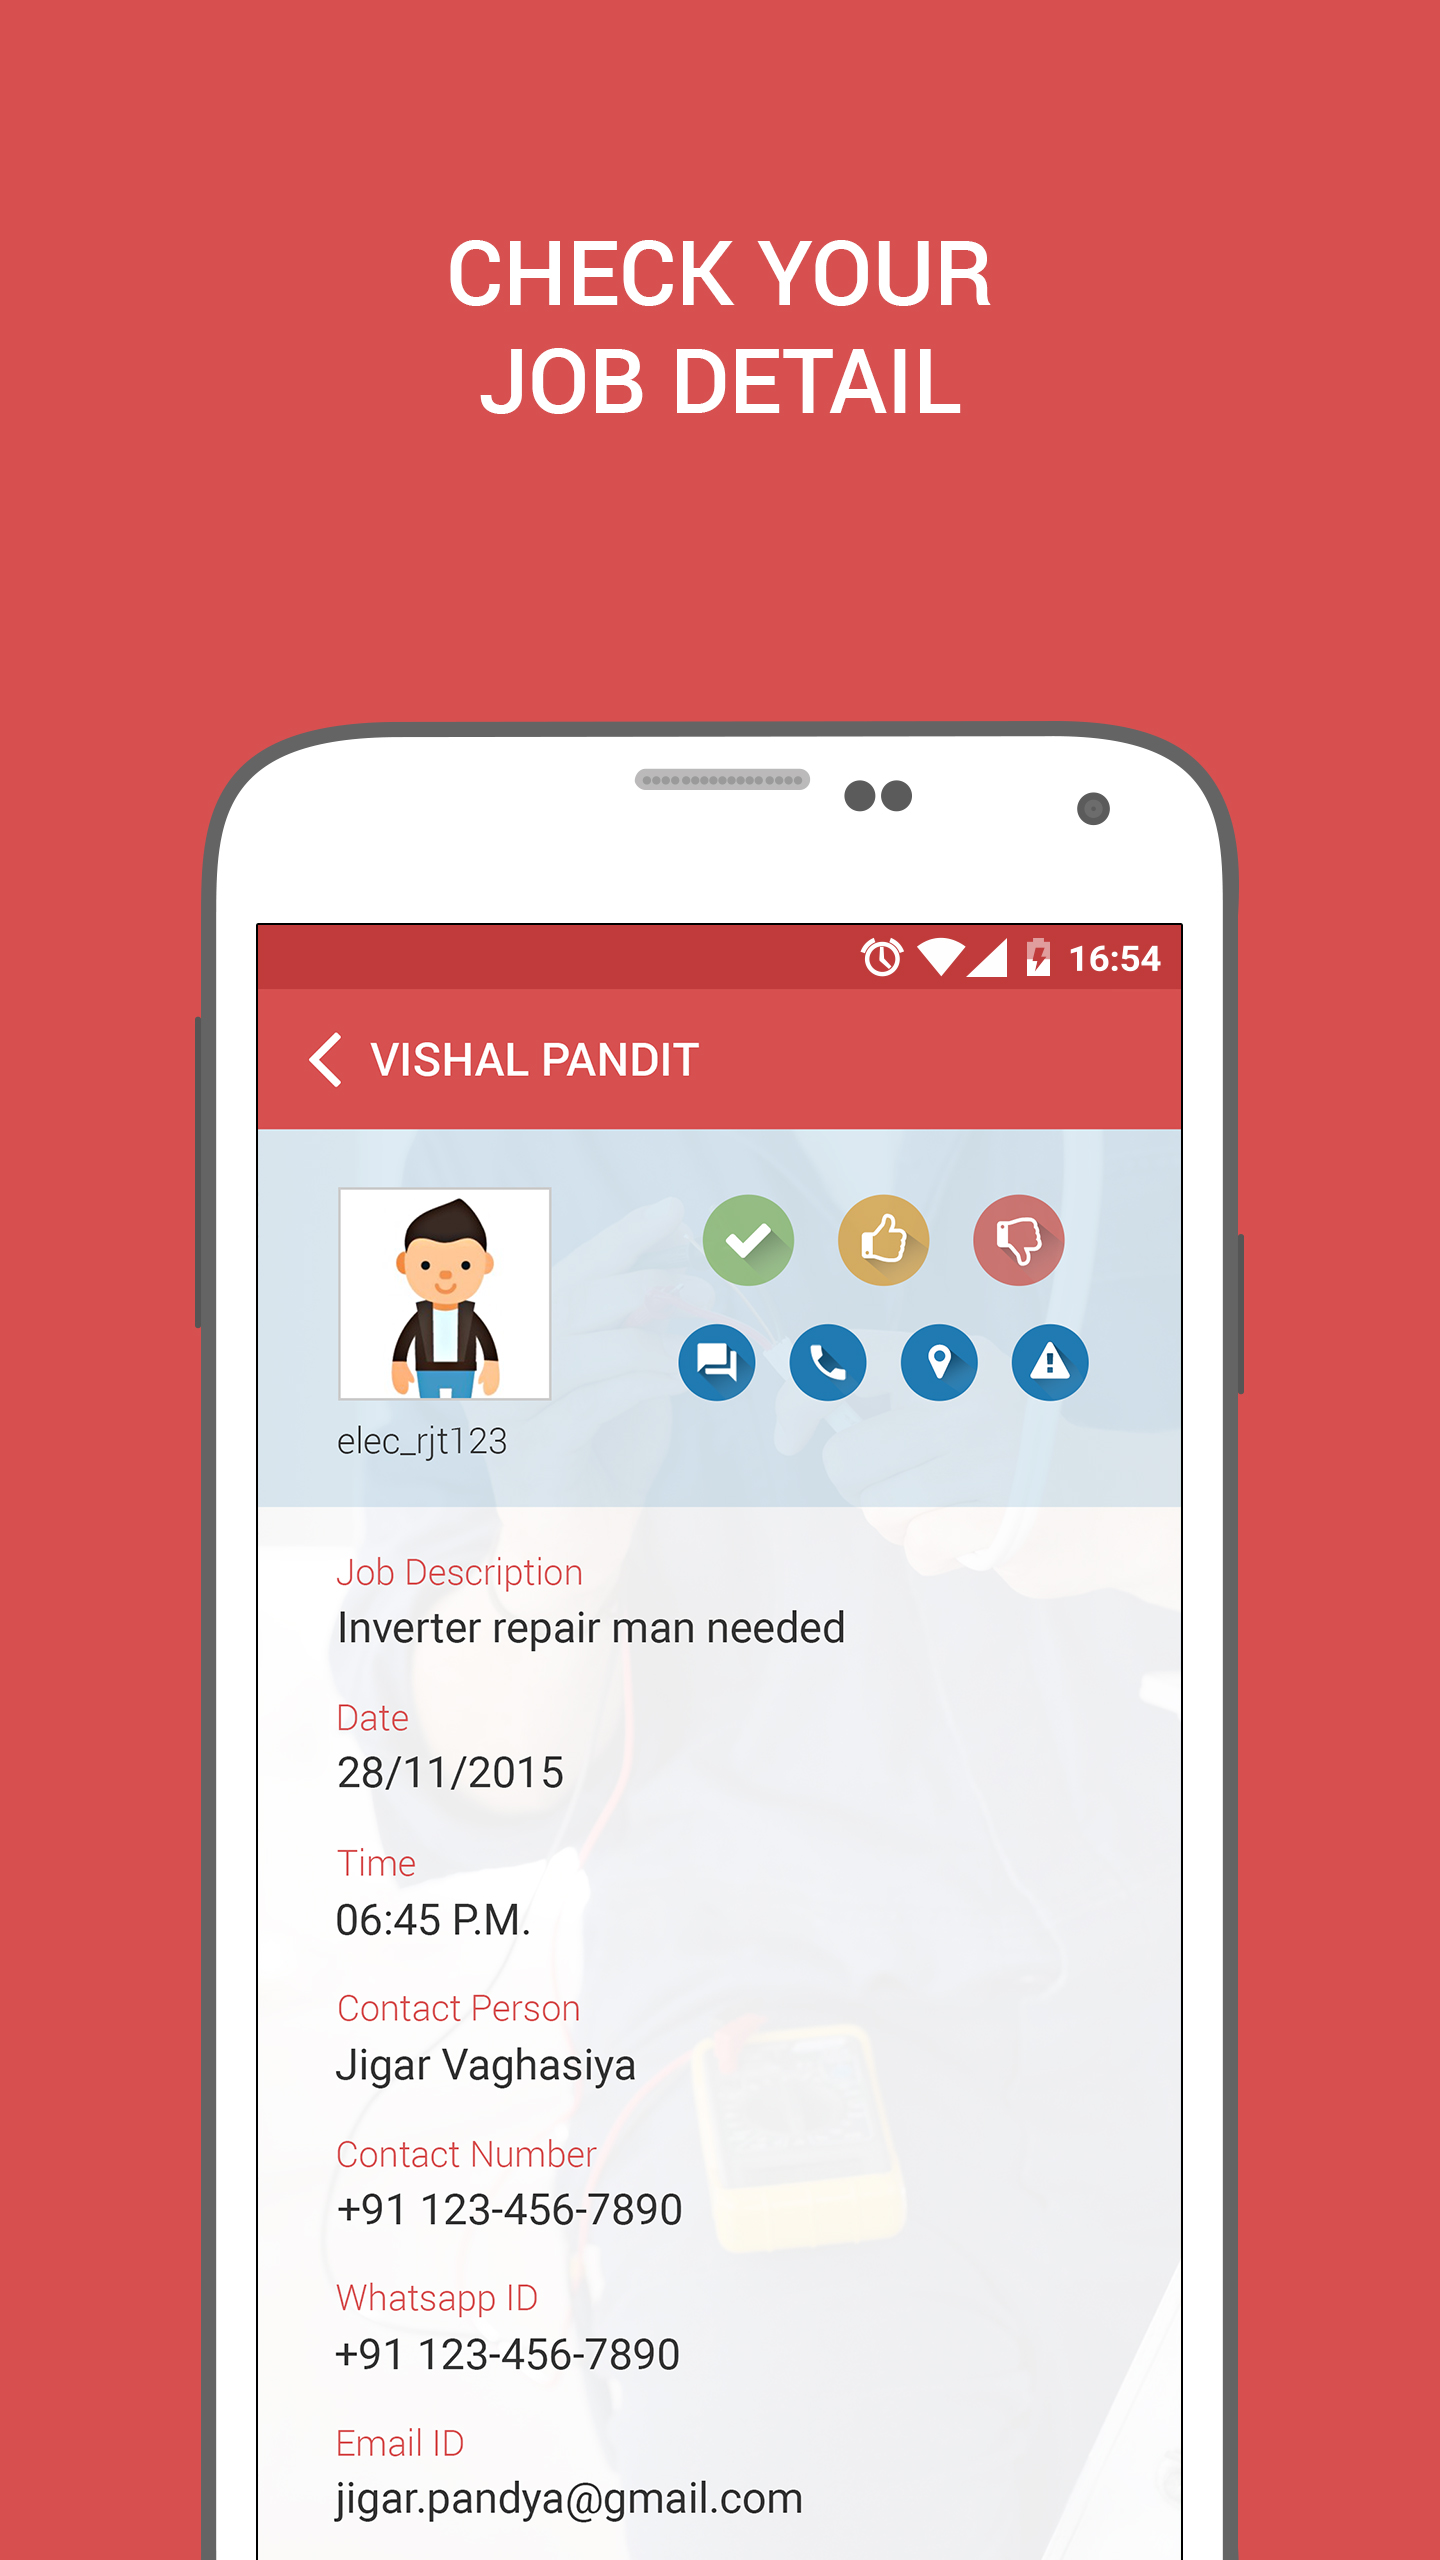 CHECK YOUR
JOB DETAIL
16:54
VISHAL PANDIT
elec_rjt123
Job Description
Inverter repair man needed
Date
28/11/2015
Time
06:45 P.M.
Contact Person
Jigar Vaghasiya
Contact Number
+91 123-456-7890
Whatsapp ID
+91 123-456-7890
Email ID
jigar.pandya@gmail.com